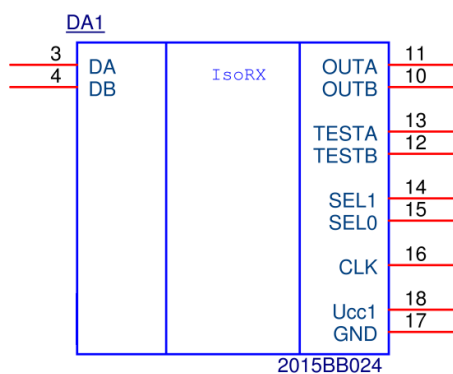 DA1
3 DA IsoRX OUTA 11
4 DB OUTB 10
TESTA 13
TESTB 12
SEL1 14
SEL0 15
CLK 16
Ucc1 18
GND 17
2015BB024